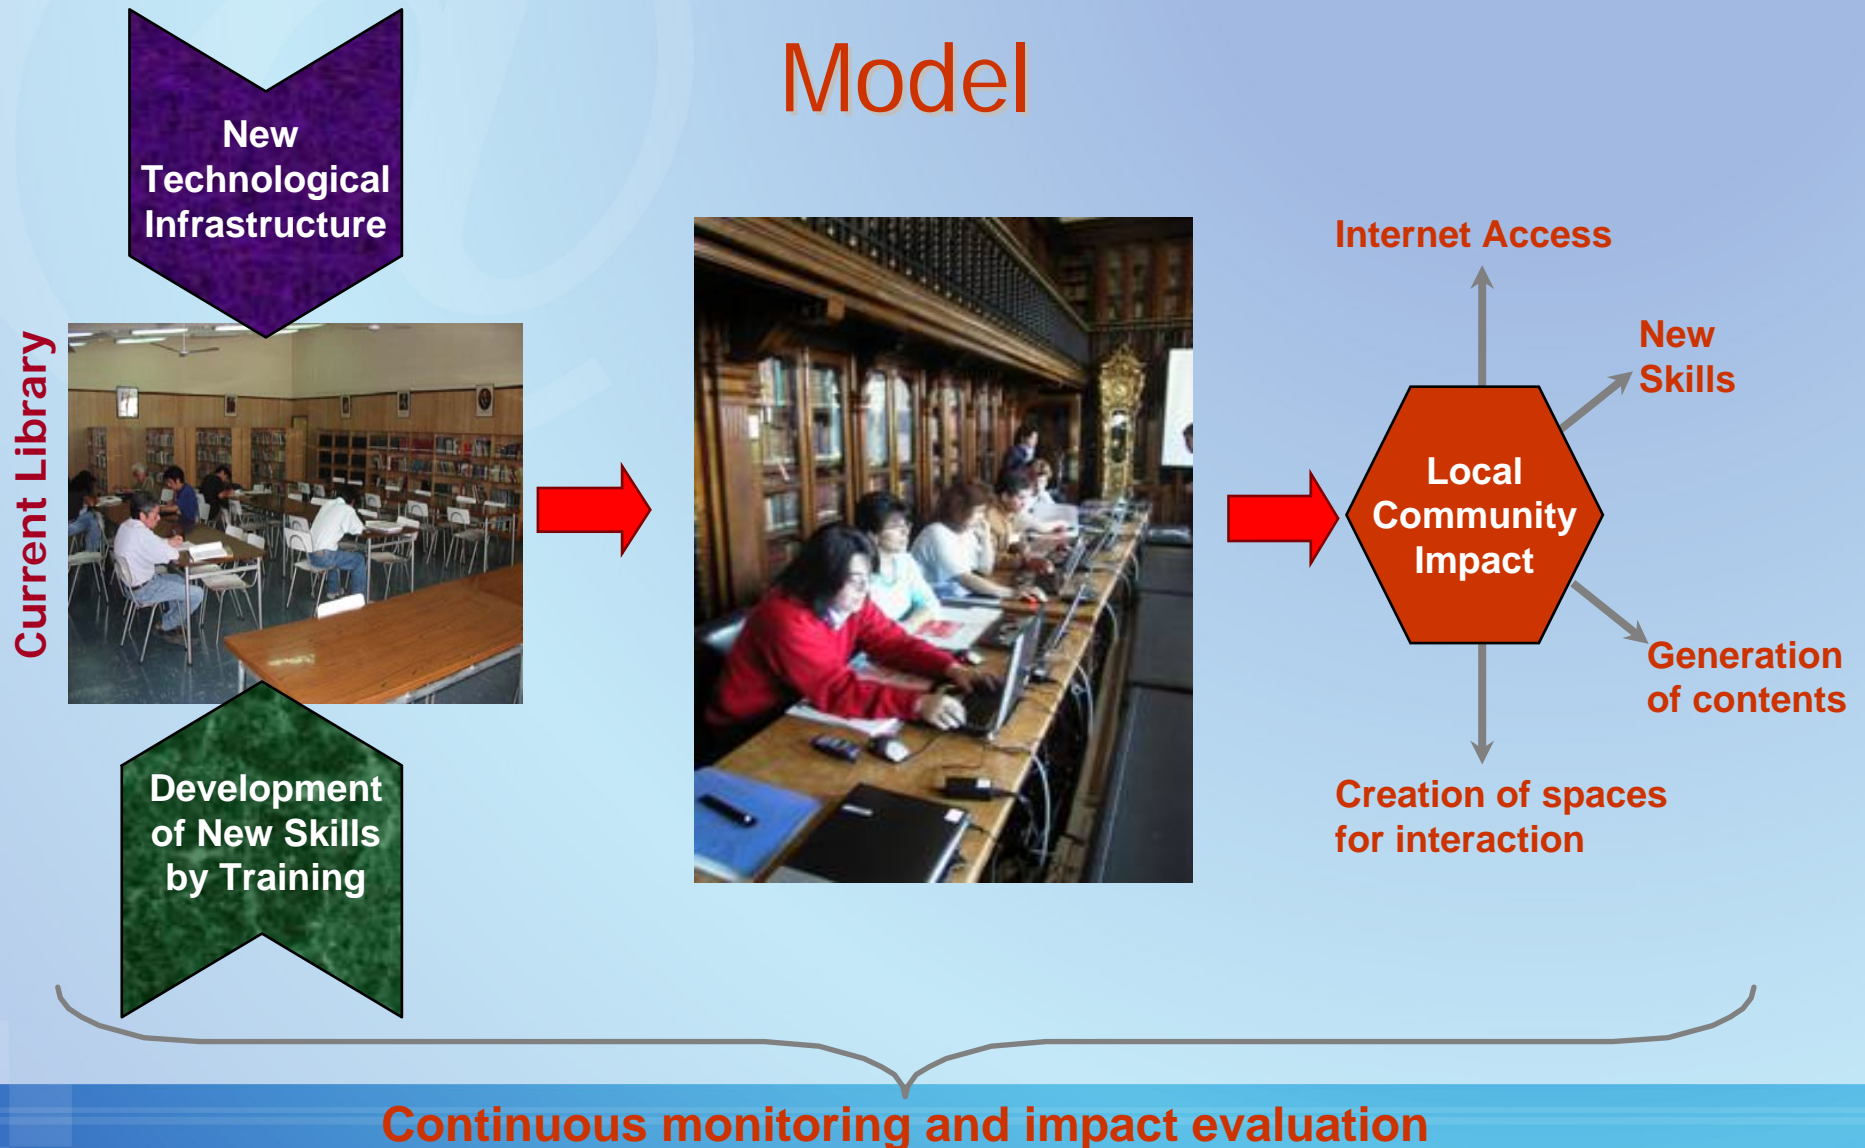 Model
New
Technological
Infrastructure
Current Library
Development
of New Skills
by Training
Internet Access
New
Skills
Local
Community
Impact
Generation
of contents
Creation of spaces
for interaction
Continuous monitoring and impact evaluation